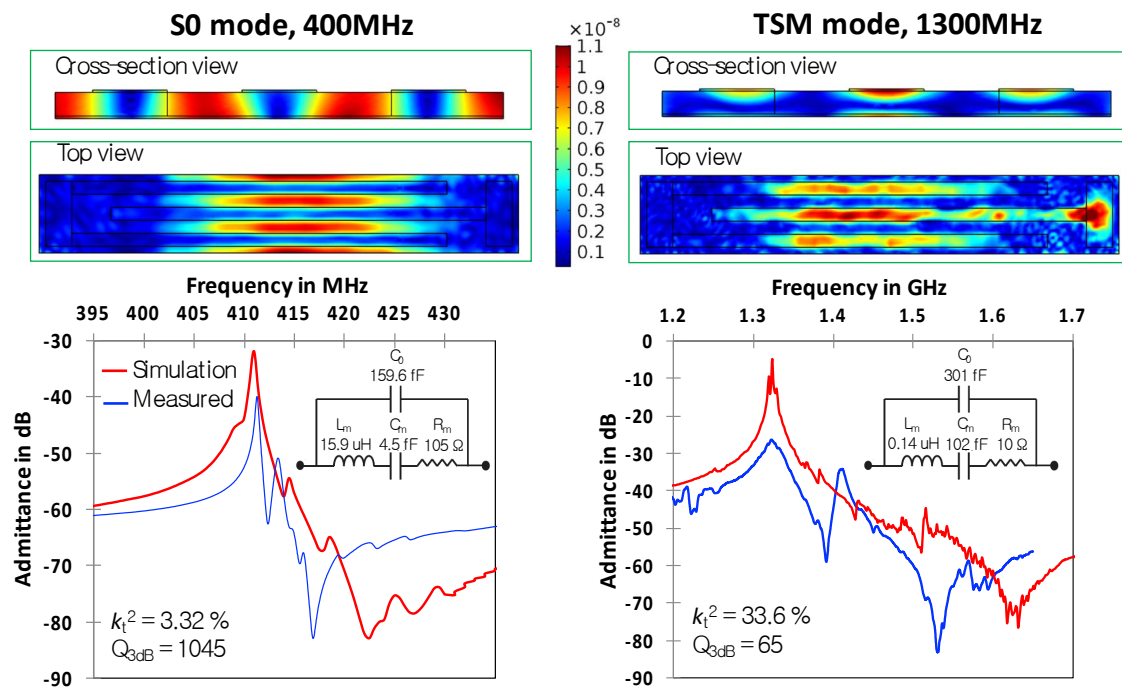 S0 mode, 400MHz
Cross-section view
Top view
×10⁻⁸
1.1
1
0.9
0.8
0.7
0.6
0.5
0.4
0.3
0.2
0.1
TSM mode, 1300MHz
Cross-section view
Top view
Frequency in MHz
395 400 405 411 417 420 425 430
Admittance in dB
-30
-40
-50
-60
-70
-80
-90
Simulation
Measured
C₀
159.6 fF
Lₘ Cₘ Rₘ
15.9 uH 4.5 fF 105 Ω
kₜ² = 3.32 %
Q₃dB = 1045
Frequency in GHz
1.2 1.3 1.4 1.5 1.6 1.7
Admittance in dB
0
-10
-20
-30
-40
-50
-60
-70
-80
-90
C₀
301 fF
Lₘ Cₘ Rₘ
0.14 uH 102 fF 10 Ω
kₜ² = 33.6 %
Q₃dB = 65